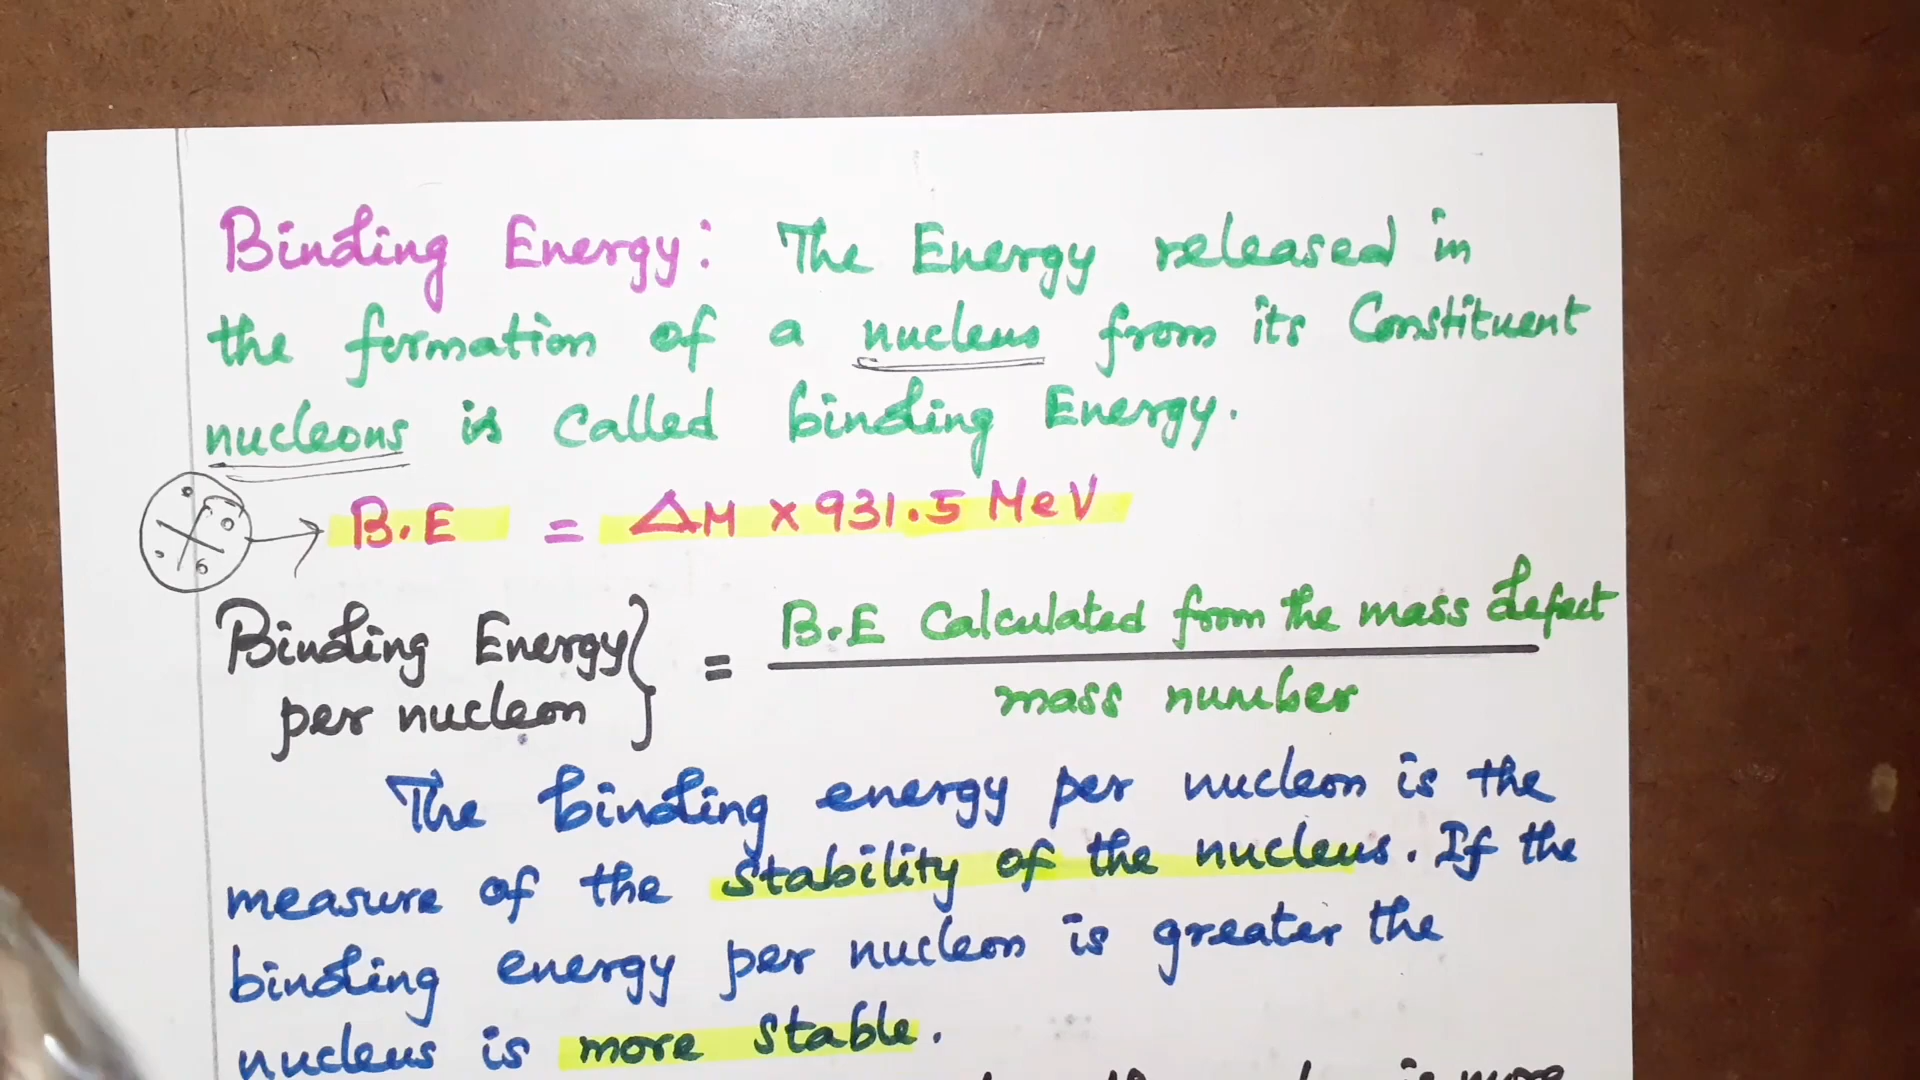 Binding Energy: The Energy released in
the formation of a nucleus from its Constituent
nucleons is called binding Energy.
B.E = ΔM x 931.5 MeV
Binding Energy per nucleon } = B.E Calculated from the mass defect
mass number
The binding energy per nucleon is the
measure of the stability of the nucleus. If the
binding energy per nucleon is greater the
nucleus is more stable.
is more